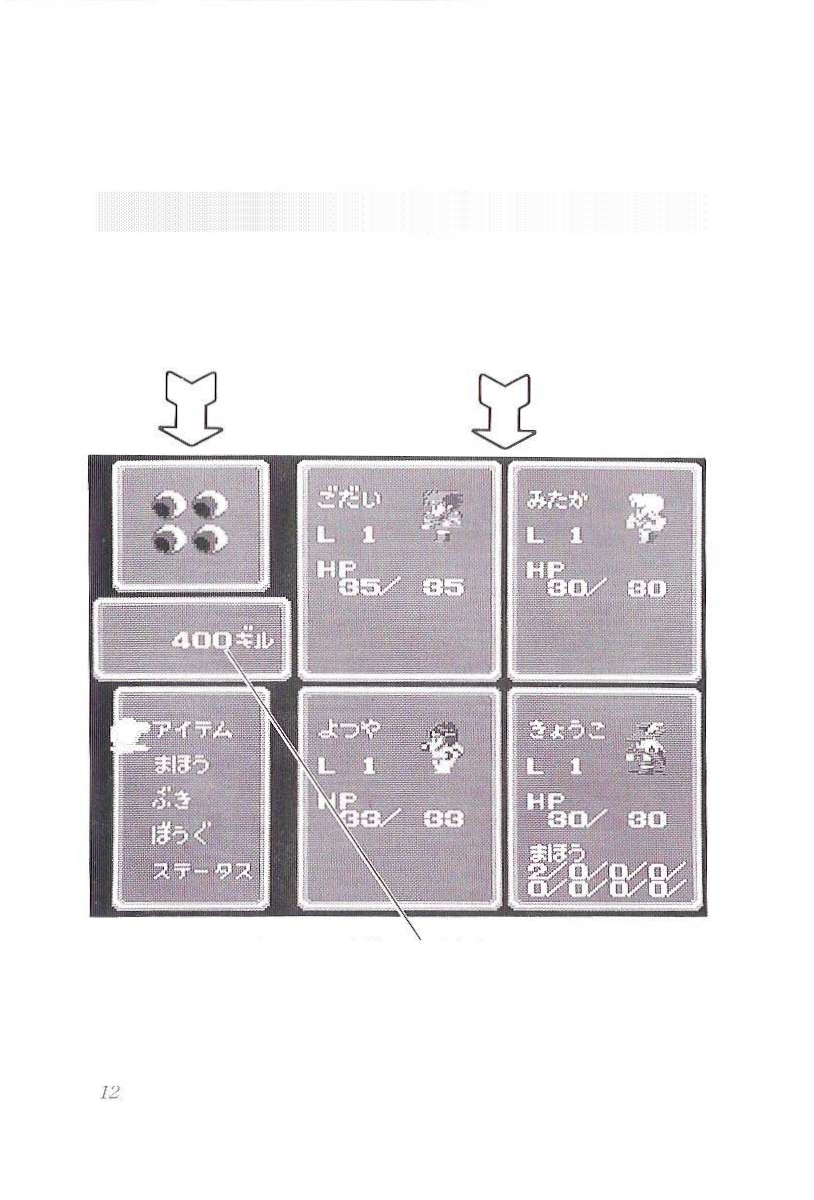 400ギル
アイテム
まほう
ぶき
ぼうぐ
ステータス
ごだい
L 1
HP
35/ 35
みたか
L 1
HP
30/ 30
よつや
L 1
HP
33/ 33
きょうこ
L 1
HP
30/ 30
まほう
2/0/0/0/
0/0/0/0/
12